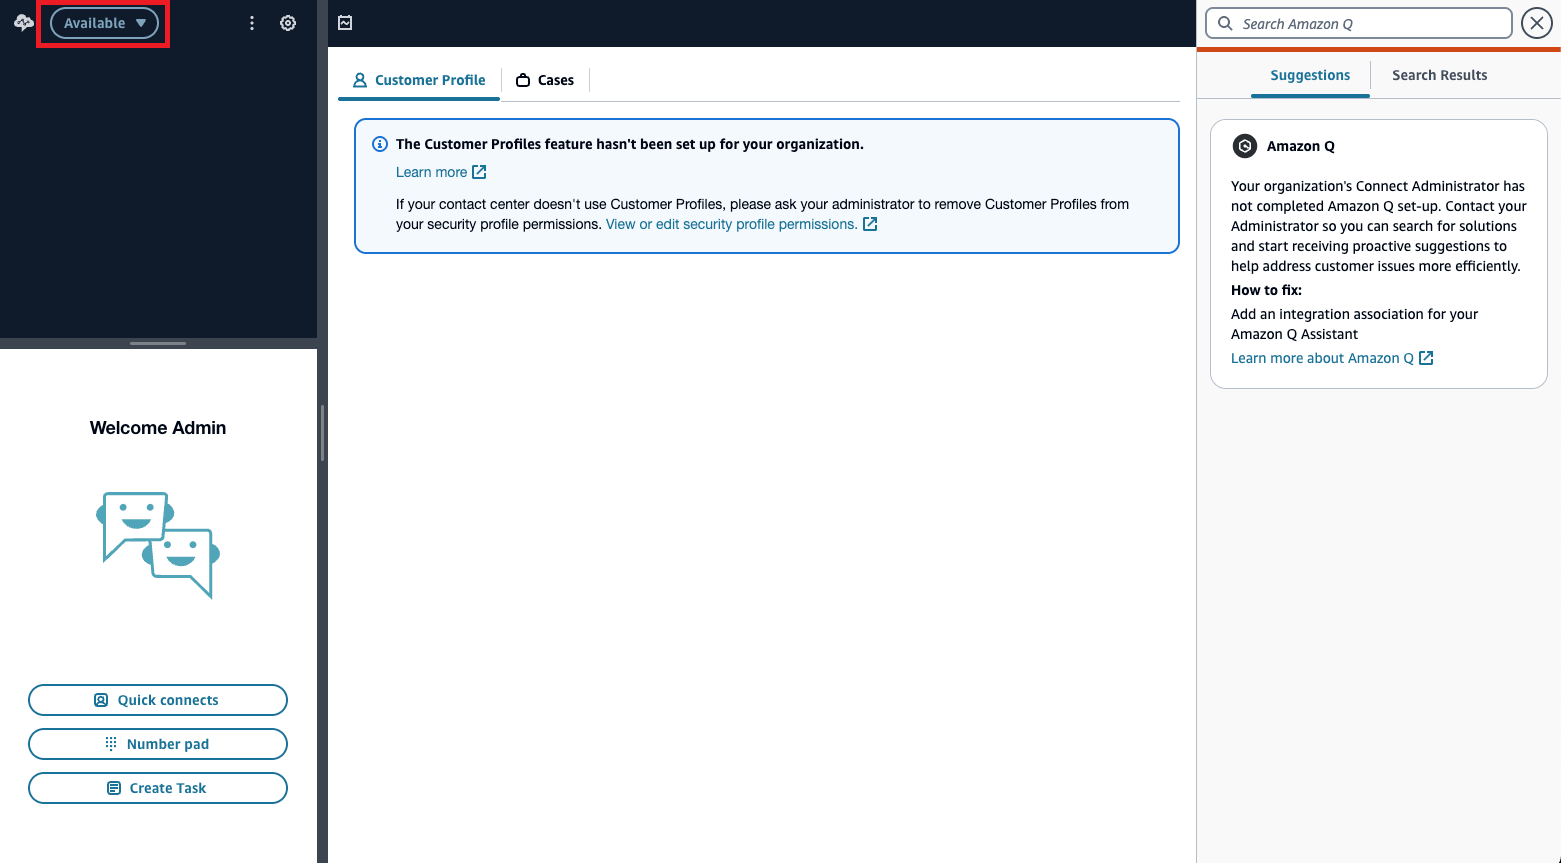 Available
Customer Profile
Cases
The Customer Profiles feature hasn't been set up for your organization.
Learn more
If your contact center doesn't use Customer Profiles, please ask your administrator to remove Customer Profiles from
your security profile permissions. View or edit security profile permissions.
Welcome Admin
Quick connects
Number pad
Create Task
Search Amazon Q
Suggestions
Search Results
Amazon Q
Your organization's Connect Administrator has
not completed Amazon Q set-up. Contact your
Administrator so you can search for solutions
and start receiving proactive suggestions to
help address customer issues more efficiently.
How to fix:
Add an integration association for your
Amazon Q Assistant
Learn more about Amazon Q